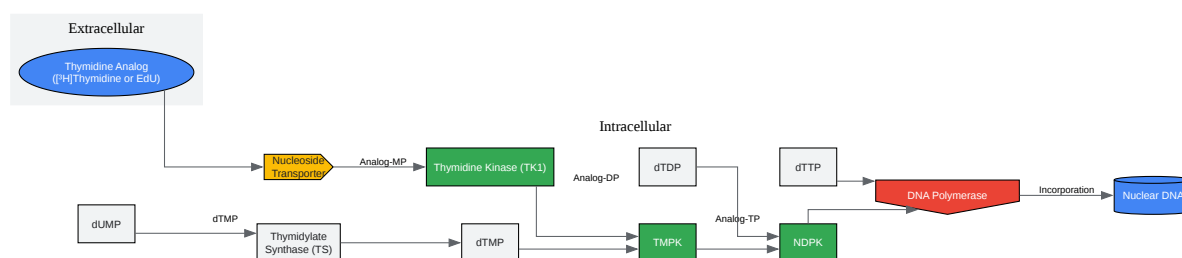 Extracellular
Thymidine Analog
([³H]Thymidine or EdU)
Intracellular
Nucleoside
Transporter
Analog-MP
Thymidine Kinase (TK1)
Analog-DP
dTDP
dTTP
DNA Polymerase
Incorporation
Nuclear DNA
dUMP
dTMP
Thymidylate
Synthase (TS)
dTMP
TMPK
Analog-TP
NDPK